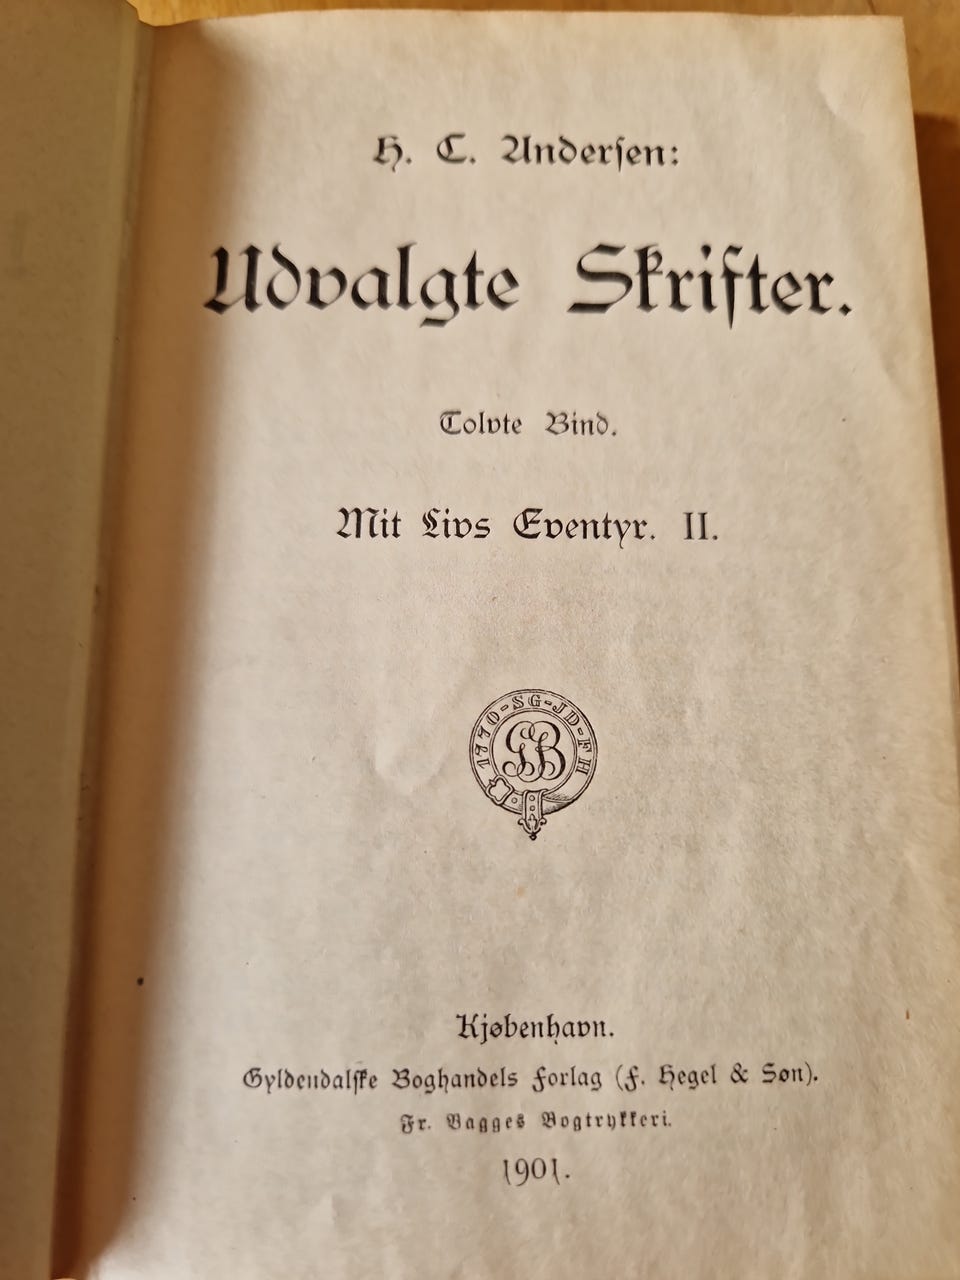 H. C. Andersen:
Udvalgte Skrifter.
Tolvte Bind.
Mit Livs Eventyr. II.
1770-SG-JD-FH
GB
Kjøbenhavn.
Gyldendalske Boghandels Forlag (F. Hegel & Søn).
Fr. Bagges Bogtrykkeri.
1901.